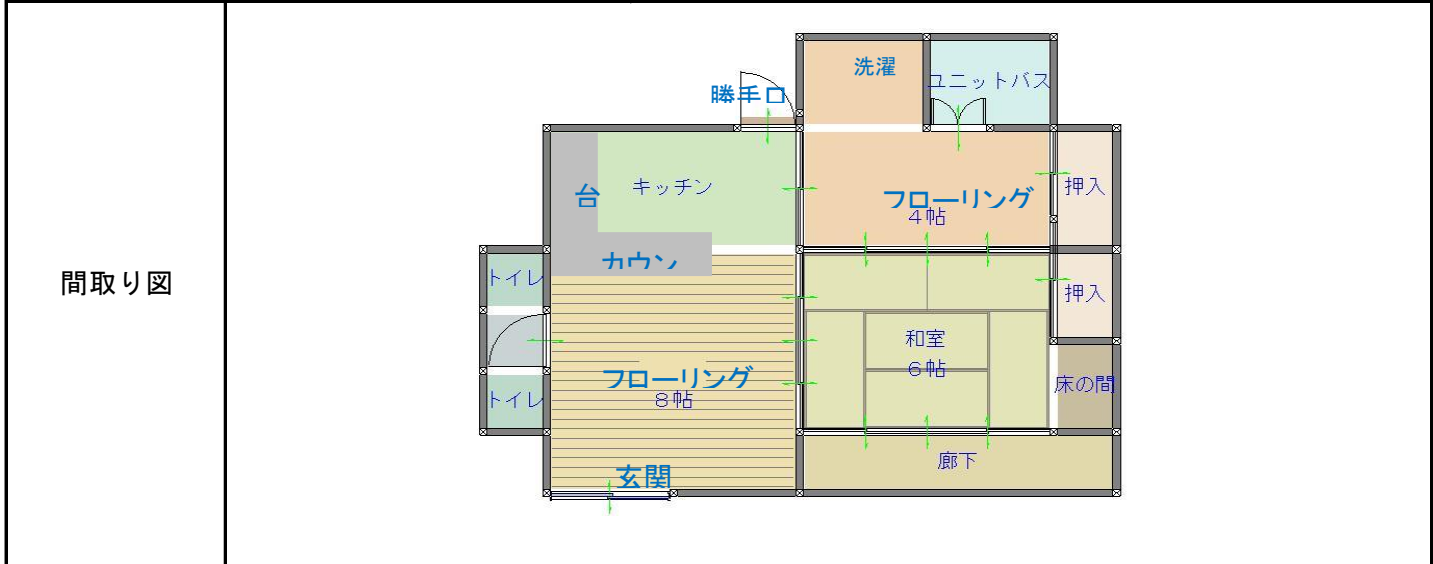 間取り図
洗濯
ユニットバス
勝手口
台
キッチン
フローリング
4帖
押入
カウン
トイレ
押入
和室
6帖
フローリング
8帖
トイレ
床の間
廊下
玄関